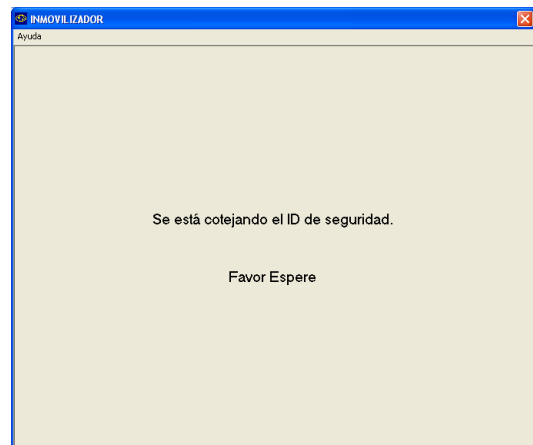 INMOVILIZADOR
Ayuda
Se está cotejando el ID de seguridad.
Favor Espere